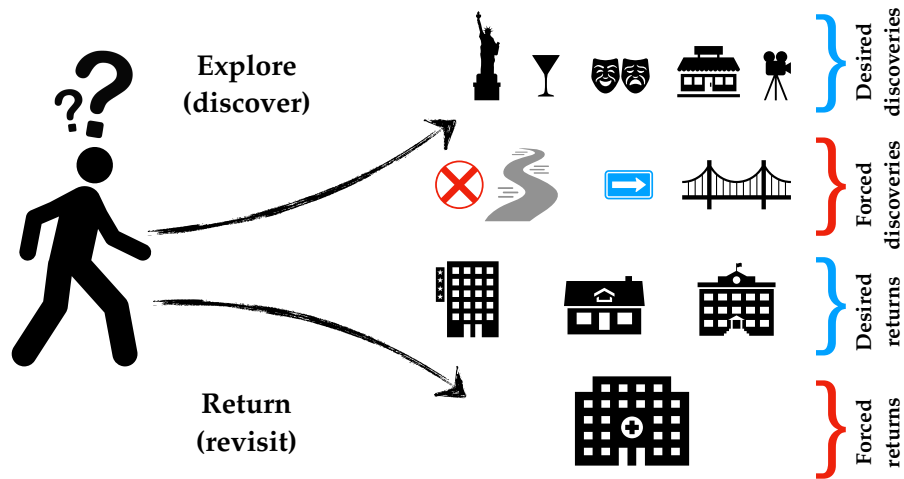 ? ?
Explore
(discover)
Return
(revisit)
Desired
discoveries
Forced
discoveries
Desired
returns
Forced
returns